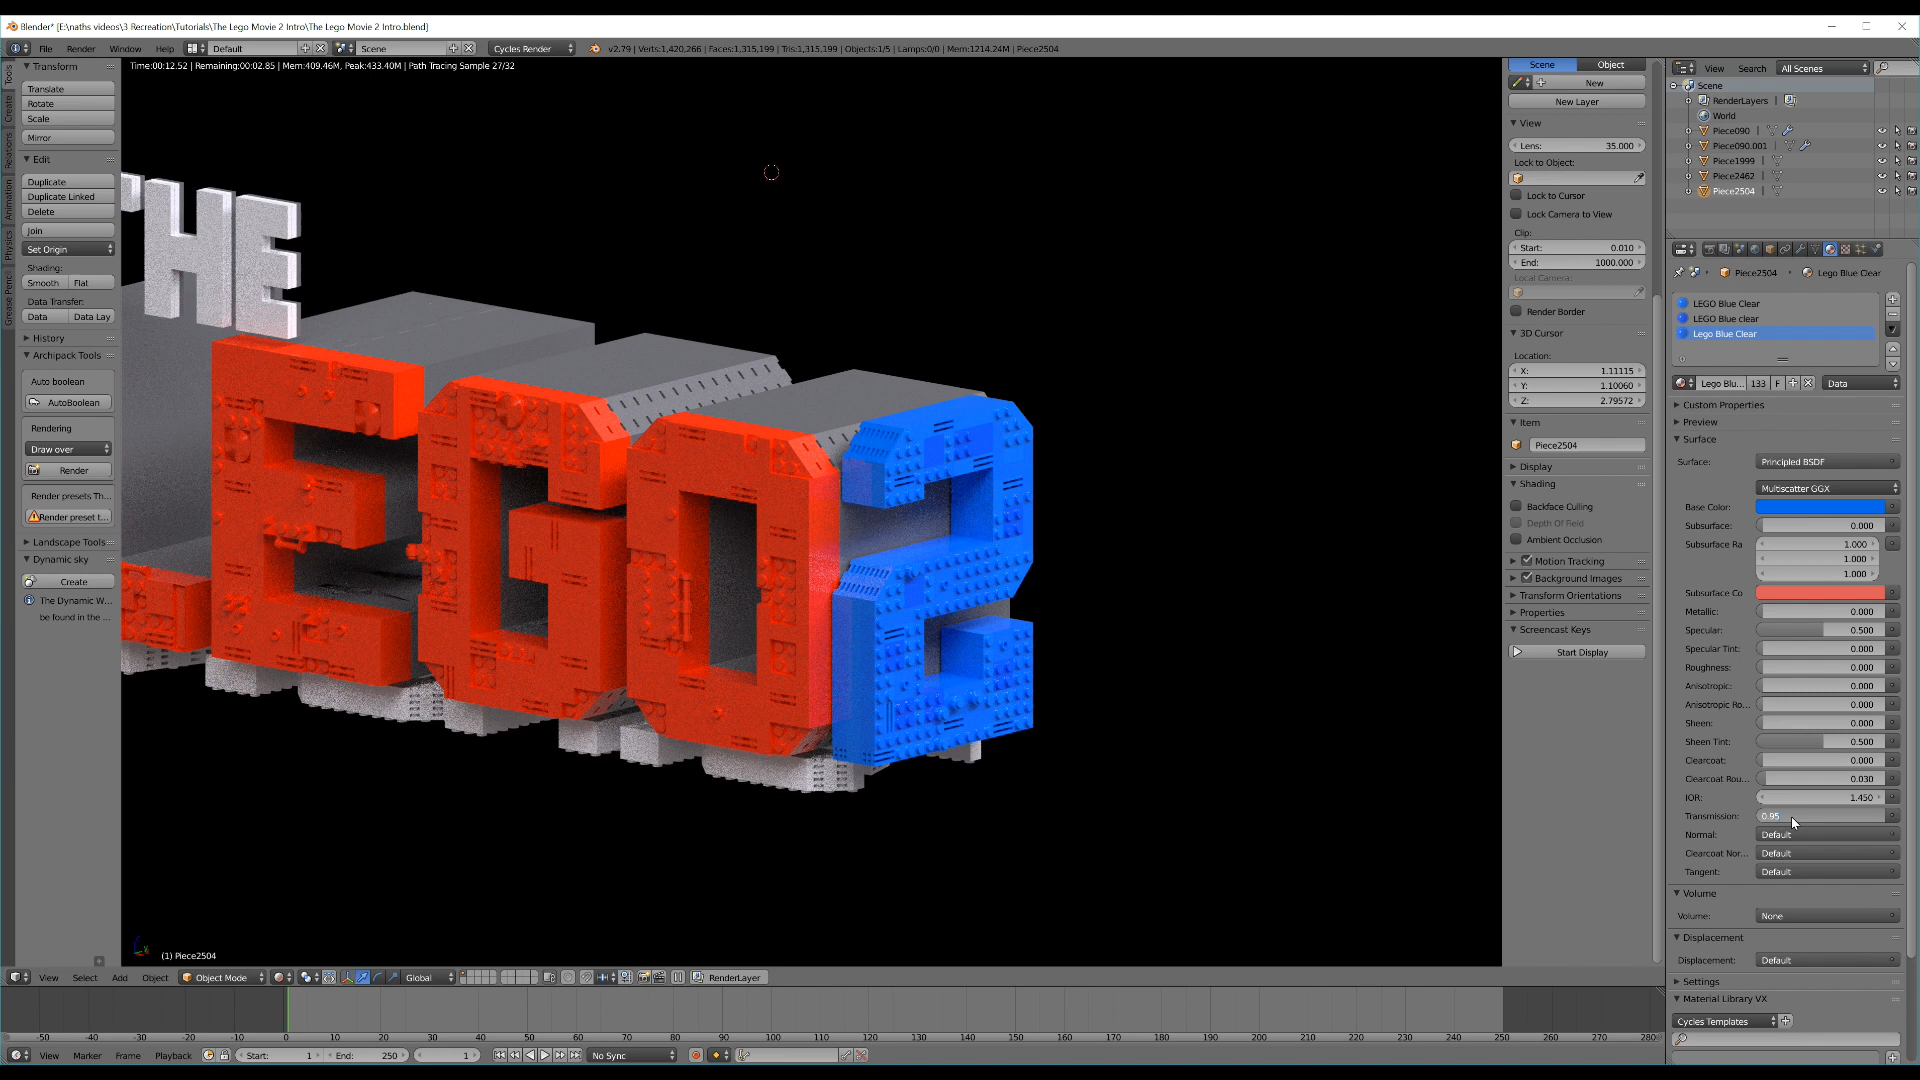 Blender* [E:\naths videos\3 Recreation\Tutorials\The Lego Movie 2 Intro\The Lego Movie 2 Intro.blend]
File Render Window Help Default Scene Cycles Render v2.79 | Verts:1,420,266 | Faces:1,315,199 | Tris:1,315,199 | Objects:1/5 | Lamps:0/0 | Mem:1214.24M | Piece2504
Time:00:12.52 | Remaining:00:02.85 | Mem:409.46M, Peak:433.40M | Path Tracing Sample 27/32
Tools
Create
Relations
Animation
Physics
Grease Pencil
Transform
Translate
Rotate
Scale
Mirror
Edit
Duplicate
Duplicate Linked
Delete
Join
Set Origin
Shading:
Smooth Flat
Data Transfer:
Data Data Lay
History
Archipack Tools
Auto boolean
AutoBoolean
Rendering
Draw over
Render
Render presets Th...
Render preset t...
Landscape Tools
Dynamic sky
Create
The Dynamic W...
be found in the ...
THE
EGO2
(1) Piece2504
Scene Object
New
New Layer
View
Lens: 35.000
Lock to Object:
Lock to Cursor
Lock Camera to View
Clip:
Start: 0.010
End: 1000.000
Local Camera:
Render Border
3D Cursor
Location:
X: 1.11115
Y: 1.10060
Z: 2.79572
Item
Piece2504
Display
Shading
Backface Culling
Depth Of Field
Ambient Occlusion
Motion Tracking
Background Images
Transform Orientations
Properties
Screencast Keys
Start Display
View Search All Scenes
Scene
RenderLayers |
World
Piece090 |
Piece090.001 |
Piece1999 |
Piece2462 |
Piece2504 |
Piece2504 Lego Blue Clear
LEGO Blue Clear
LEGO Blue clear
Lego Blue Clear
Lego Blu... 133 F Data
Custom Properties
Preview
Surface
Surface: Principled BSDF
Multiscatter GGX
Base Color:
Subsurface: 0.000
Subsurface Ra 1.000
1.000
1.000
Subsurface Co
Metallic: 0.000
Specular: 0.500
Specular Tint: 0.000
Roughness: 0.000
Anisotropic: 0.000
Anisotropic Ro... 0.000
Sheen: 0.000
Sheen Tint: 0.500
Clearcoat: 0.000
Clearcoat Rou... 0.030
IOR: 1.450
Transmission: 0.95
Normal: Default
Clearcoat Nor... Default
Tangent: Default
Volume
Volume: None
Displacement
Displacement: Default
Settings
Material Library VX
Cycles Templates
View Select Add Object Object Mode Global RenderLayer
-50 -40 -30 -20 -10 0 10 20 30 40 50 60 70 80 90 100 110 120 130 140 150 160 170 180 190 200 210 220 230 240 250 260 270 280
View Marker Frame Playback Start: 1 End: 250 1 No Sync